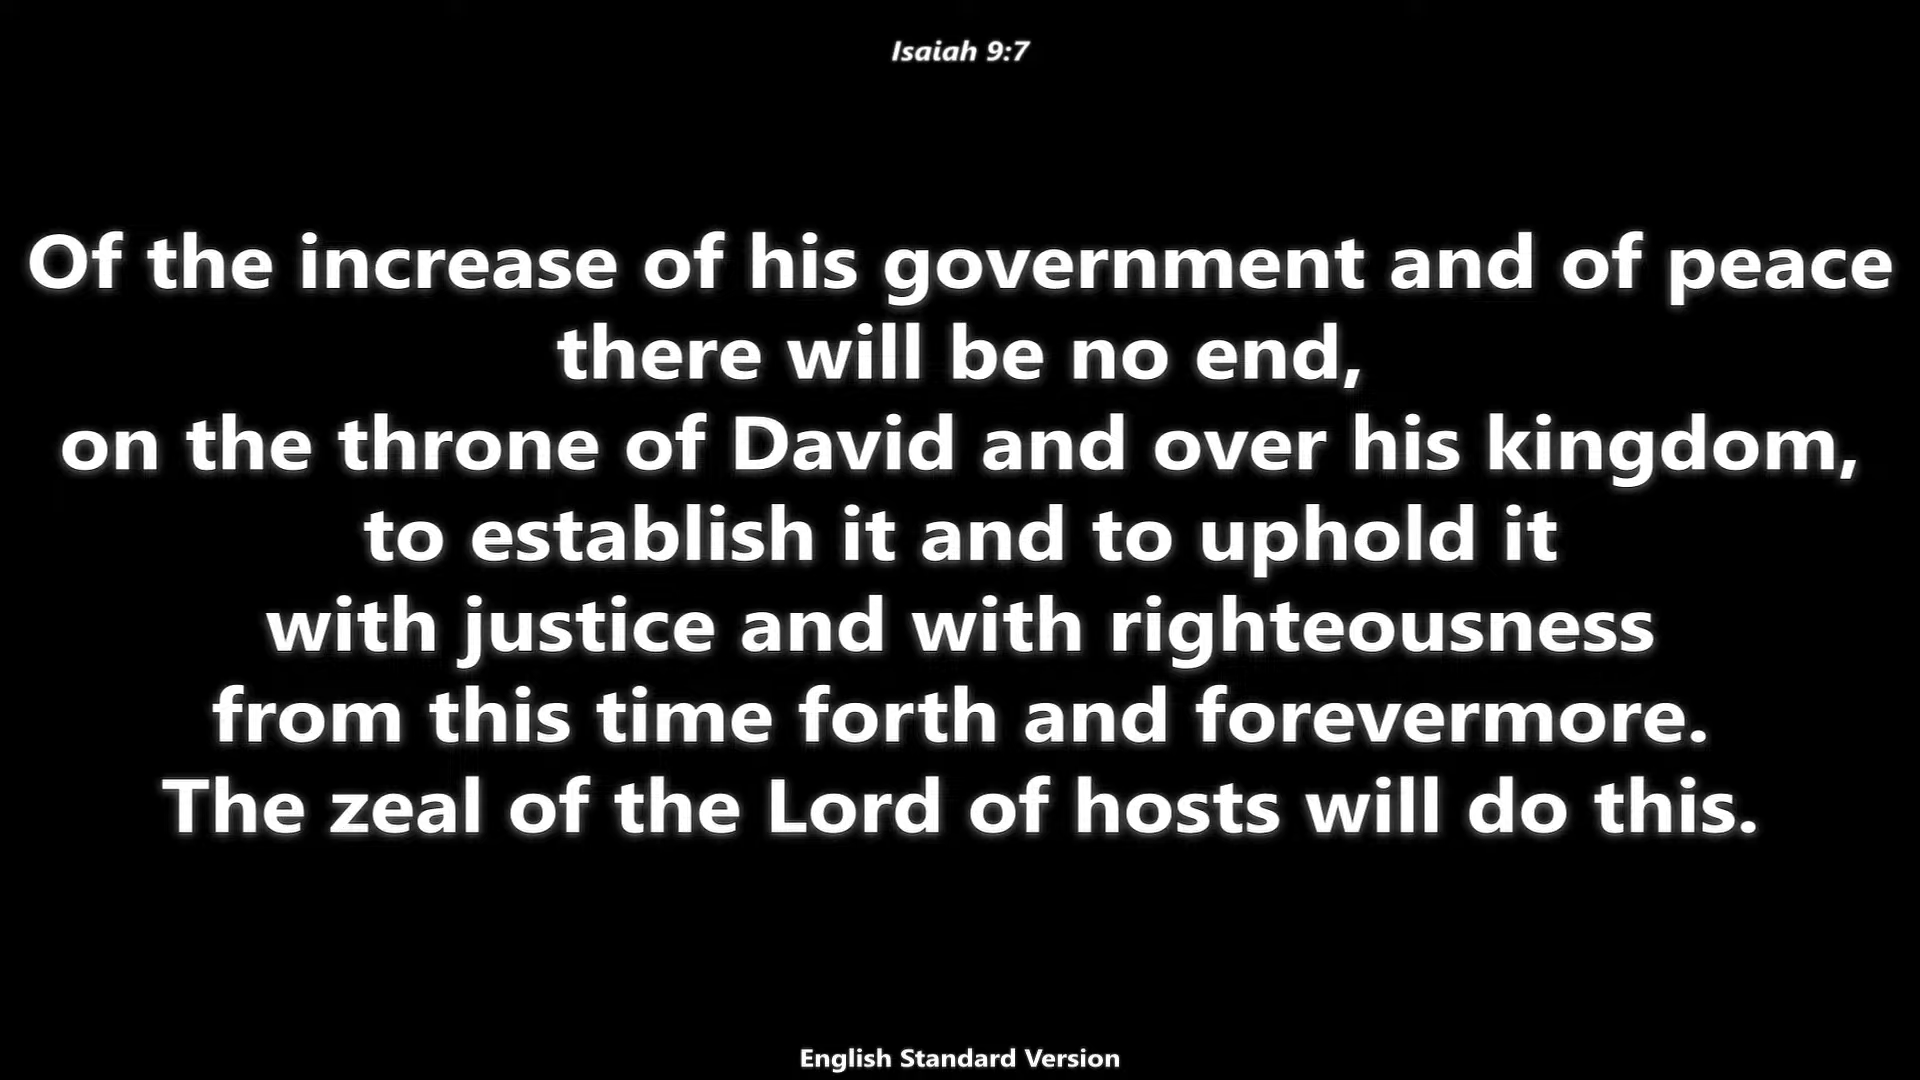 Isaiah 9:7
Of the increase of his government and of peace
there will be no end,
on the throne of David and over his kingdom,
to establish it and to uphold it
with justice and with righteousness
from this time forth and forevermore.
The zeal of the Lord of hosts will do this.
English Standard Version